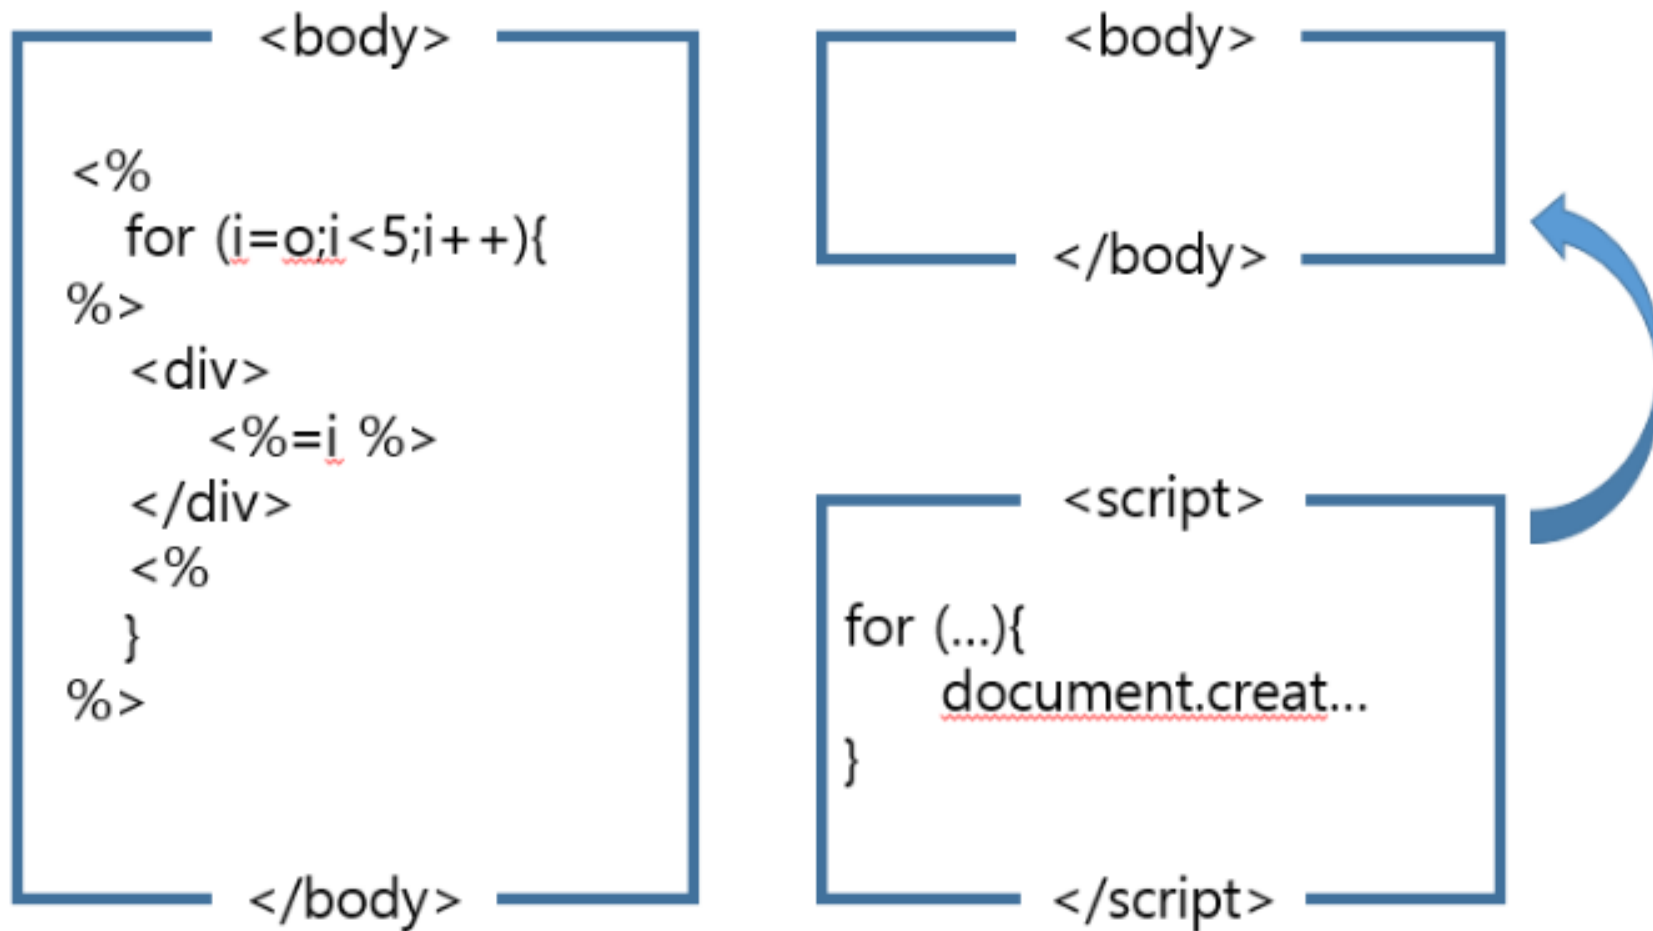 <body>
<%
for (i=o;i<5;i++){
%>
<div>
<%=i %>
</div>
<%
}
%>
</body>
<body>
</body>
<script>
for (...){
document.creat...
}
</script>